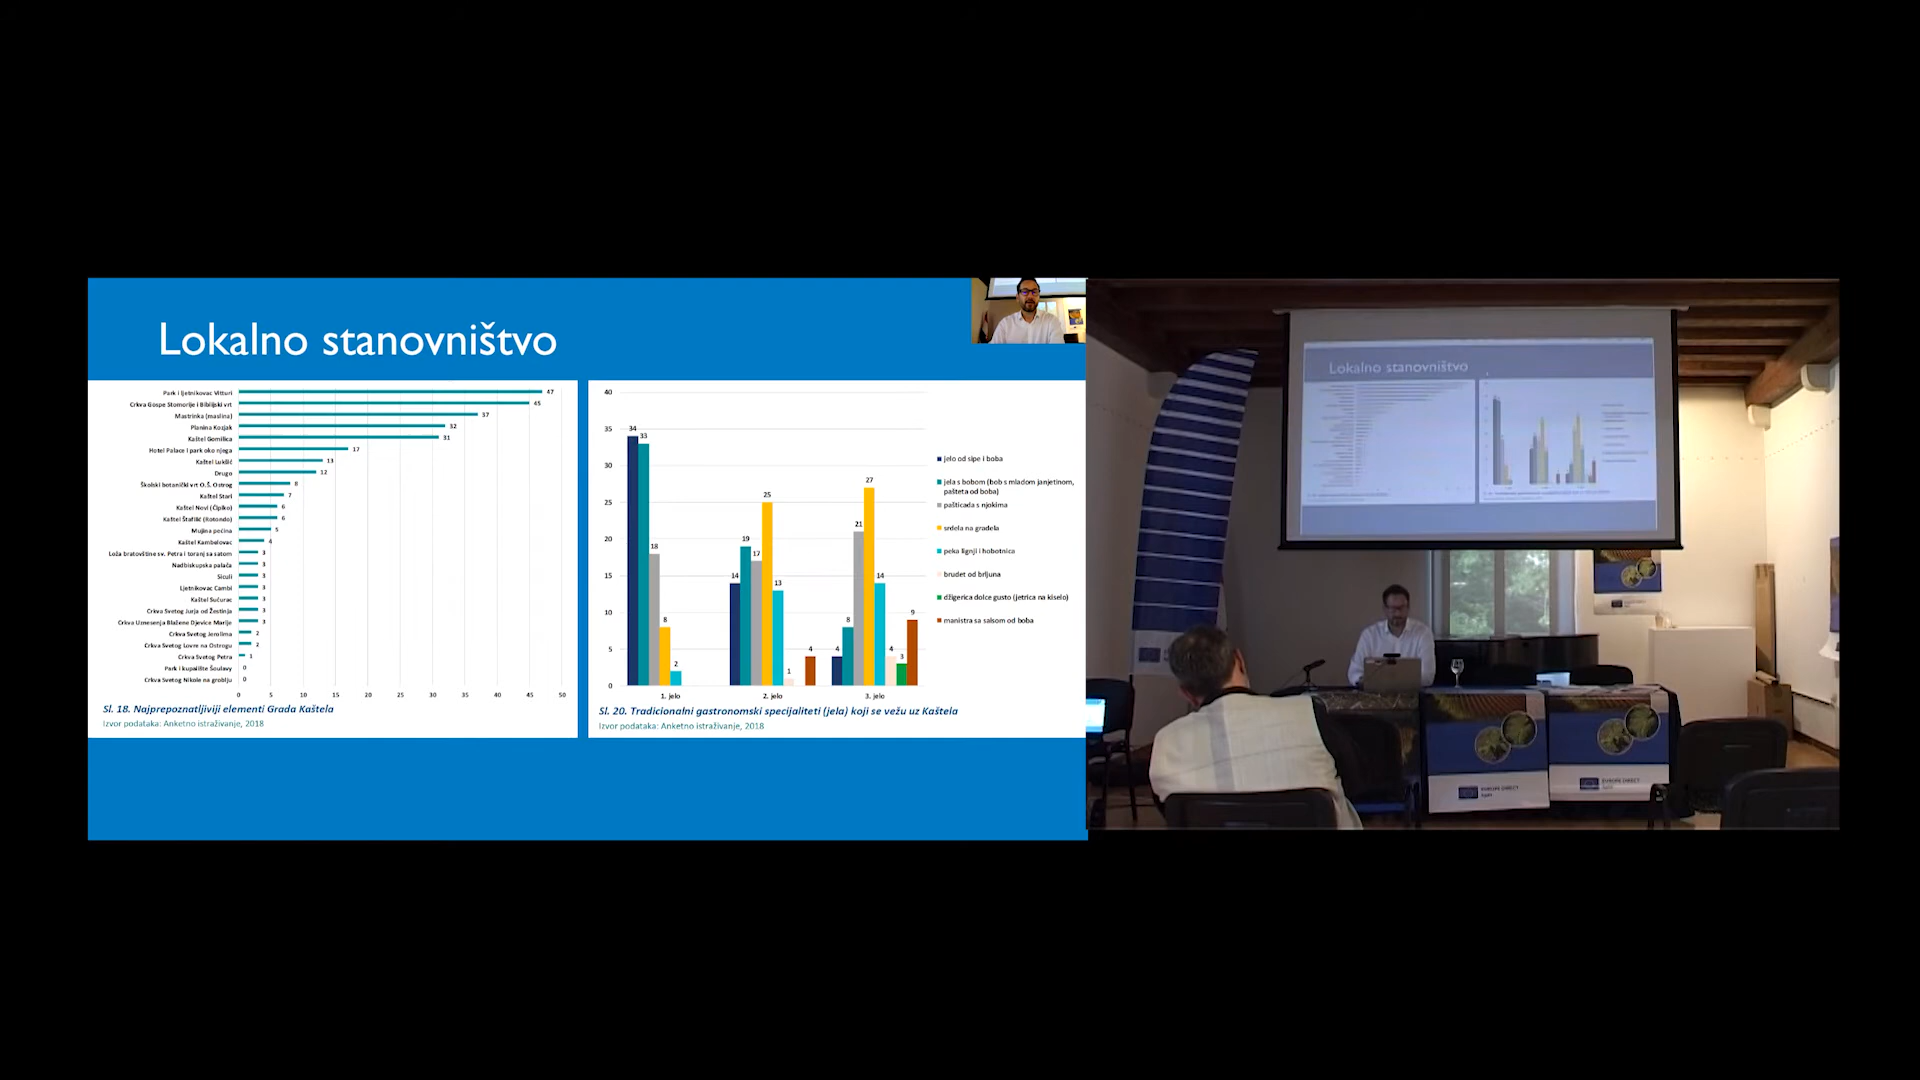 Lokalno stanovništvo
Park i ljetnikovac Vitturi 47
Crkva Gospe Stomorije i Biblijski vrt 45
Mastrinka (maslina) 37
Planina Kozjak 32
Kaštel Gomilica 31
Hotel Palace i park oko njega 17
Kaštel Lukšić 13
Drugo 12
Školski botanički vrt O.Š. Ostrog 8
Kaštel Stari 7
Kaštel Novi (Ćipiko) 6
Kaštel Štafilić (Rotondo) 6
Mujina pećina 5
Kaštel Kambelovac 4
Loža bratovštine sv. Petra i toranj sa satom 3
Nadbiskupska palača 3
Siculi 3
Ljetnikovac Cambi 3
Kaštel Sućurac 3
Crkva Svetog Jurja od Žestinja 3
Crkva Uznesenja Blažene Djevice Marije 3
Crkva Svetog Jerolima 2
Crkva Svetog Lovre na Ostrogu 2
Crkva Svetog Petra 1
Park i kupalište Šoulavy 0
Crkva Svetog Nikole na groblju 0
0 5 10 15 20 25 30 35 40 45 50
Sl. 18. Najprepoznatljiviji elementi Grada Kaštela
Izvor podataka: Anketno istraživanje, 2018
40
35
30
25
20
15
10
5
0
34 33 18 8 2
14 19 17 25 13 1 4
4 8 21 27 14 4 3 9
1. jelo 2. jelo 3. jelo
jelo od sipe i boba
jela s bobom (bob s mladom janjetinom,
pašteta od boba)
pašticada s njokima
srdela na gradela
peka lignji i hobotnica
brudet od brljuna
džigerica dolce gusto (jetrica na kiselo)
manistra sa salsom od boba
Sl. 20. Tradicionalni gastronomski specijaliteti (jela) koji se vežu uz Kaštela
Izvor podataka: Anketno istraživanje, 2018
Lokalno stanovništvo
EUROPE DIRECT
EUROPE DIRECT